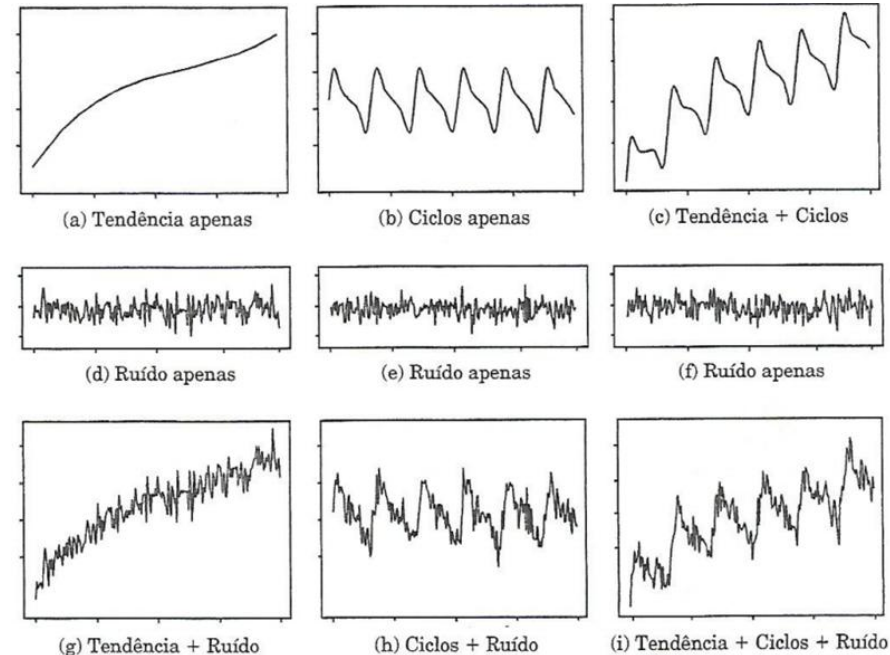 (a) Tendência apenas
(b) Ciclos apenas
(c) Tendência + Ciclos
(d) Ruído apenas
(e) Ruído apenas
(f) Ruído apenas
(g) Tendência + Ruído
(h) Ciclos + Ruído
(i) Tendência + Ciclos + Ruído